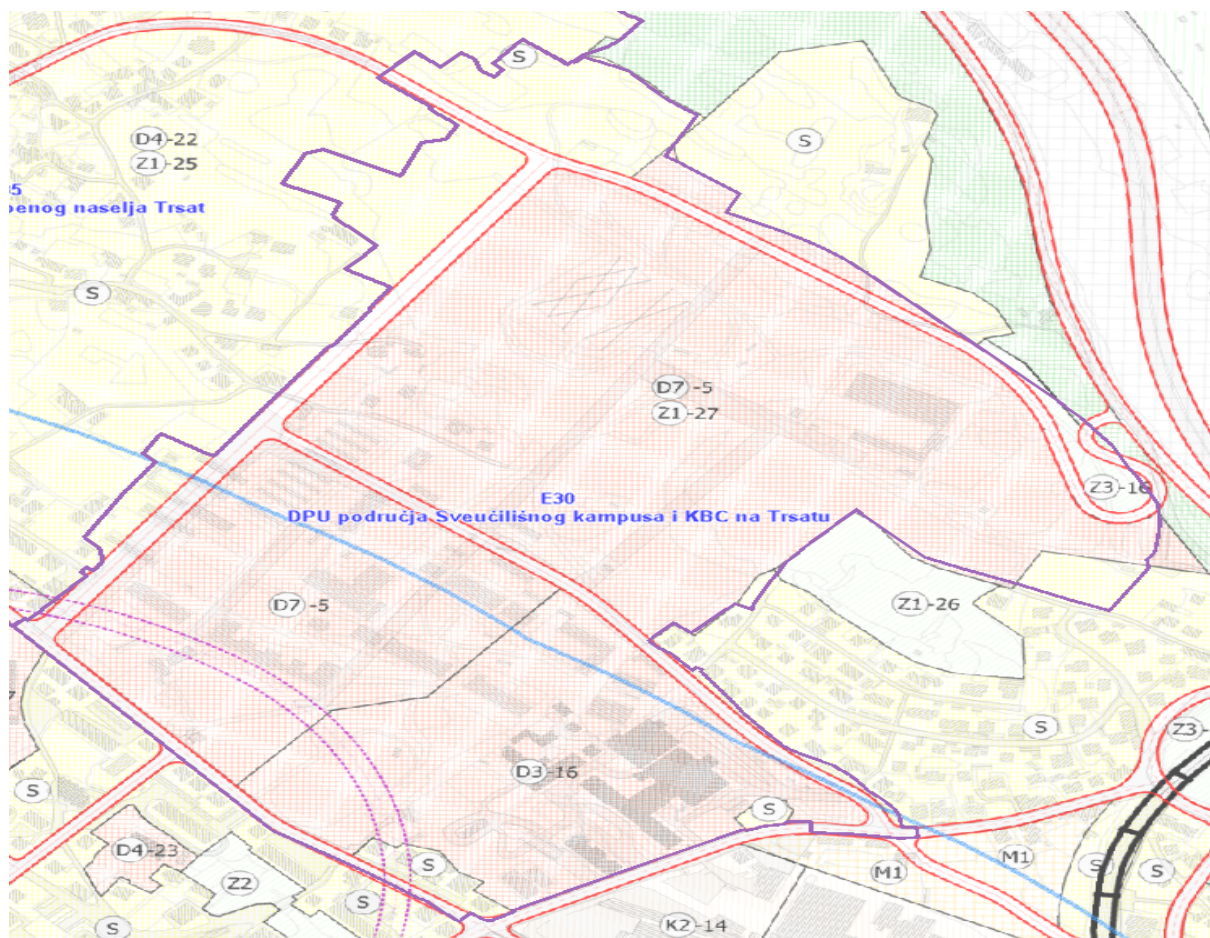 S
D4-22
Z1-25
S
benog naselja Trsat
S
D7-5
Z1-27
Z3-16
E30
DPU područja Sveučilišnog kampusa i KBC na Trsatu
D7-5
Z1-26
S
Z3-
D3-16
S
S
D4-23
M1
S
M1
S
S
Z2
S
K2-14
S